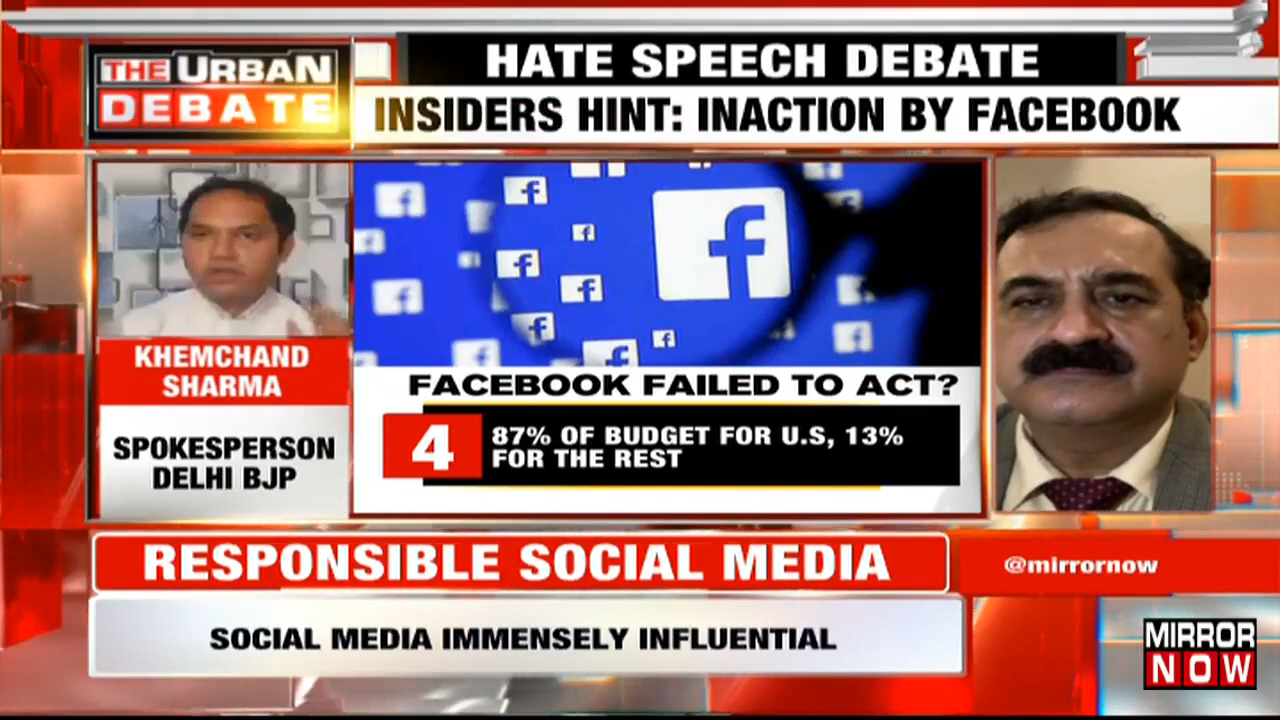 THE URBAN
DEBATE
HATE SPEECH DEBATE
INSIDERS HINT: INACTION BY FACEBOOK
KHEMCHAND
SHARMA
SPOKESPERSON
DELHI BJP
FACEBOOK FAILED TO ACT?
4
87% OF BUDGET FOR U.S, 13%
FOR THE REST
RESPONSIBLE SOCIAL MEDIA
@mirrornow
SOCIAL MEDIA IMMENSELY INFLUENTIAL
MIRROR
NOW